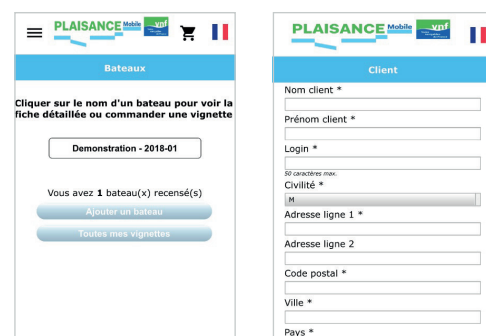 PLAISANCE Mobile vnf
Bateaux
Cliquer sur le nom d'un bateau pour voir la
fiche détaillée ou commander une vignette
Demonstration - 2018-01
Vous avez 1 bateau(x) recensé(s)
Ajouter un bateau
Toutes mes vignettes
PLAISANCE Mobile vnf
Client
Nom client *
Prénom client *
Login *
50 caractères max.
Civilité *
M
Adresse ligne 1 *
Adresse ligne 2
Code postal *
Ville *
Pays *